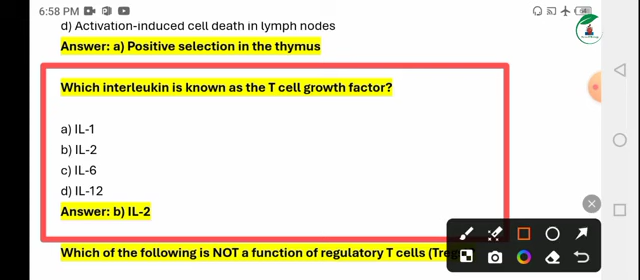 6:58 PM
d) Activation-induced cell death in lymph nodes
Answer: a) Positive selection in the thymus
Which interleukin is known as the T cell growth factor?
a) IL-1
b) IL-2
c) IL-6
d) IL-12
Answer: b) IL-2
Which of the following is NOT a function of regulatory T cells (Treg